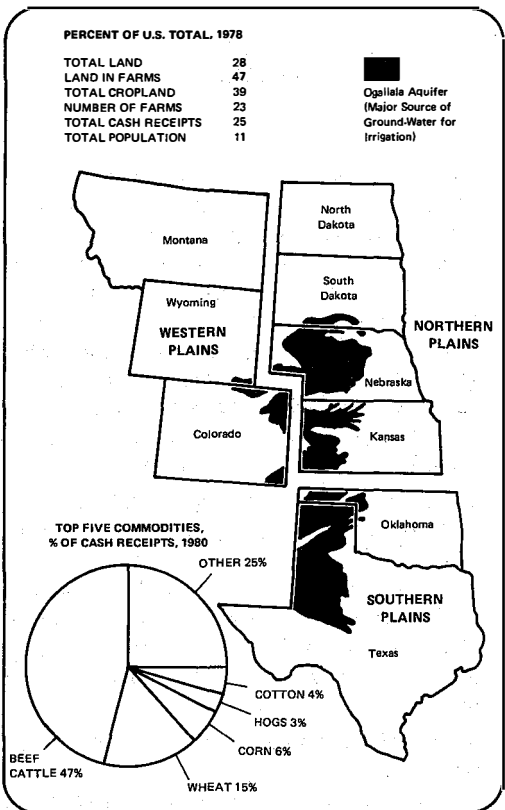 PERCENT OF U.S. TOTAL, 1978
TOTAL LAND 28
LAND IN FARMS 47
TOTAL CROPLAND 39
NUMBER OF FARMS 23
TOTAL CASH RECEIPTS 25
TOTAL POPULATION 11
Ogallala Aquifer
(Major Source of
Ground-Water for
Irrigation)
Montana
North
Dakota
South
Dakota
Wyoming
WESTERN
PLAINS
NORTHERN
PLAINS
Nebraska
Colorado
Kansas
Oklahoma
SOUTHERN
PLAINS
Texas
TOP FIVE COMMODITIES,
% OF CASH RECEIPTS, 1980
OTHER 25%
COTTON 4%
HOGS 3%
CORN 6%
WHEAT 15%
BEEF
CATTLE 47%